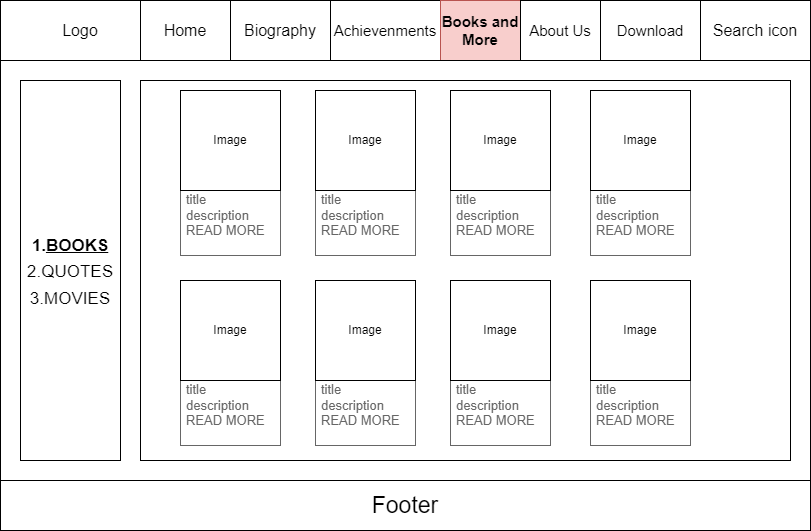 Logo
Home
Biography
Achievenments
Books and
More
About Us
Download
Search icon
1.BOOKS
2.QUOTES
3.MOVIES
Image
title
description
READ MORE
Image
title
description
READ MORE
Image
title
description
READ MORE
Image
title
description
READ MORE
Image
title
description
READ MORE
Image
title
description
READ MORE
Image
title
description
READ MORE
Image
title
description
READ MORE
Footer